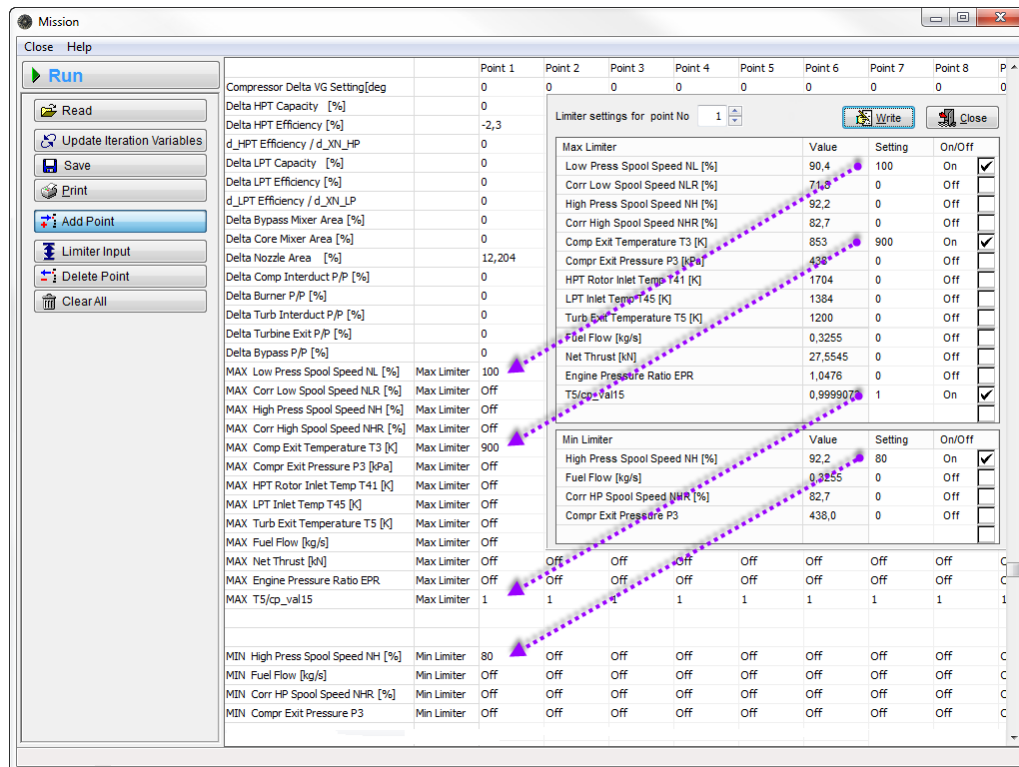 Mission
Close Help
Run
Read
Update Iteration Variables
Save
Print
Add Point
Limiter Input
Delete Point
Clear All
Point 1 Point 2 Point 3 Point 4 Point 5 Point 6 Point 7 Point 8 P
Compressor Delta VG Setting[deg 0 0 0 0 0 0 0 0 0
Delta HPT Capacity [%] 0
Delta HPT Efficiency [%] -2,3
d_HPT Efficiency / d_XN_HP 0
Delta LPT Capacity [%] 0
Delta LPT Efficiency [%] 0
d_LPT Efficiency / d_XN_LP 0
Delta Bypass Mixer Area [%] 0
Delta Core Mixer Area [%] 0
Delta Nozzle Area [%] 12,204
Delta Comp Interduct P/P [%] 0
Delta Burner P/P [%] 0
Delta Turb Interduct P/P [%] 0
Delta Turbine Exit P/P [%] 0
Delta Bypass P/P [%] 0
MAX Low Press Spool Speed NL [%] Max Limiter 100
MAX Corr Low Spool Speed NLR [%] Max Limiter Off
MAX High Press Spool Speed NH [%] Max Limiter Off
MAX Corr High Spool Speed NHR [%] Max Limiter Off
MAX Comp Exit Temperature T3 [K] Max Limiter 900
MAX Compr Exit Pressure P3 [kPa] Max Limiter Off
MAX HPT Rotor Inlet Temp T41 [K] Max Limiter Off
MAX LPT Inlet Temp T45 [K] Max Limiter Off
MAX Turb Exit Temperature T5 [K] Max Limiter Off
MAX Fuel Flow [kg/s] Max Limiter Off
MAX Net Thrust [kN] Max Limiter Off Off Off Off Off Off Off Off
MAX Engine Pressure Ratio EPR Max Limiter Off Off Off Off Off Off Off Off
MAX T5/cp_val15 Max Limiter 1 1 1 1 1 1 1 1 1
MIN High Press Spool Speed NH [%] Min Limiter 80 Off Off Off Off Off Off Off
MIN Fuel Flow [kg/s] Min Limiter Off Off Off Off Off Off Off Off
MIN Corr HP Spool Speed NHR [%] Min Limiter Off Off Off Off Off Off Off Off
MIN Compr Exit Pressure P3 Min Limiter Off Off Off Off Off Off Off Off
Limiter settings for point No 1 Write Close
Max Limiter Value Setting On/Off
Low Press Spool Speed NL [%] 90,4 100 On
Corr Low Spool Speed NLR [%] 71,8 0 Off
High Press Spool Speed NH [%] 92,2 0 Off
Corr High Spool Speed NHR [%] 82,7 0 Off
Comp Exit Temperature T3 [K] 853 900 On
Compr Exit Pressure P3 [kPa] 438 0 Off
HPT Rotor Inlet Temp T41 [K] 1704 0 Off
LPT Inlet Temp T45 [K] 1384 0 Off
Turb Exit Temperature T5 [K] 1200 0 Off
Fuel Flow [kg/s] 0,3255 0 Off
Net Thrust [kN] 27,5545 0 Off
Engine Pressure Ratio EPR 1,0476 0 Off
T5/cp_val15 1 On
Min Limiter Value Setting On/Off
High Press Spool Speed NH [%] 92,2 80 On
Fuel Flow [kg/s] 0,3255 0 Off
Corr HP Spool Speed NHR [%] 82,7 0 Off
Compr Exit Pressure P3 438,0 0 Off